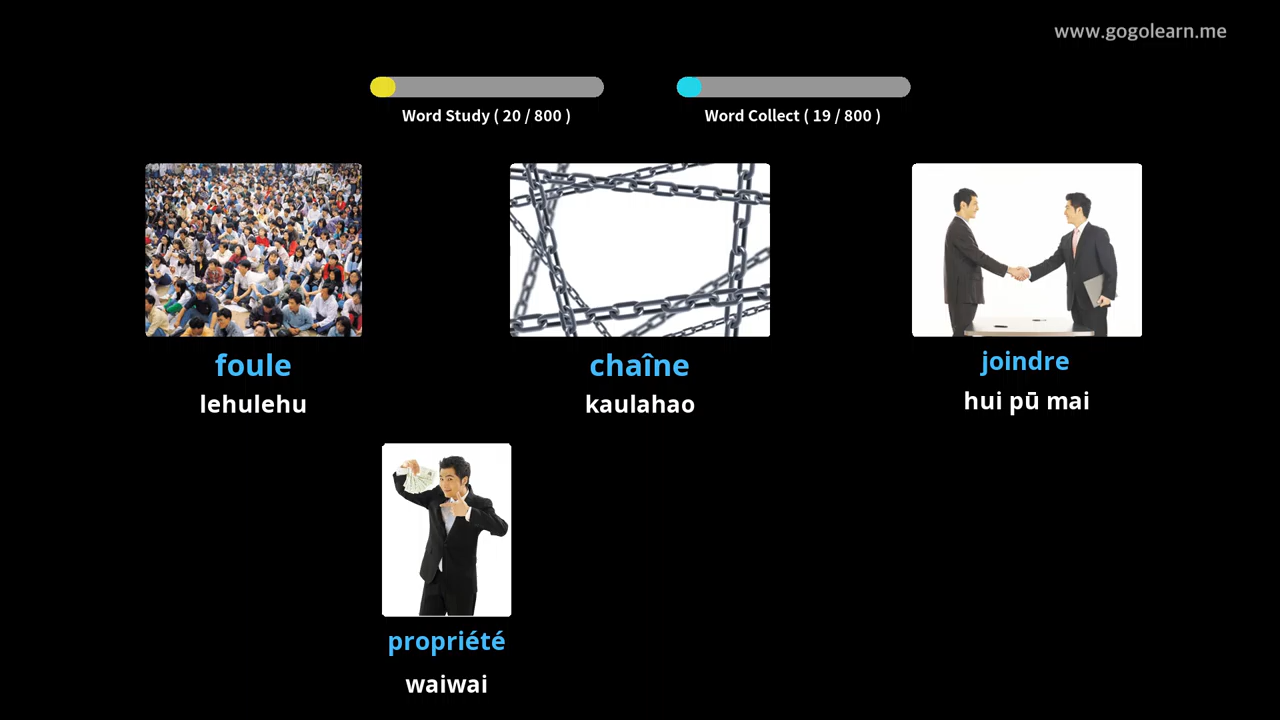 www.gogolearn.me
Word Study ( 20 / 800 )
Word Collect ( 19 / 800 )
foule
lehulehu
chaîne
kaulahao
joindre
hui pū mai
propriété
waiwai